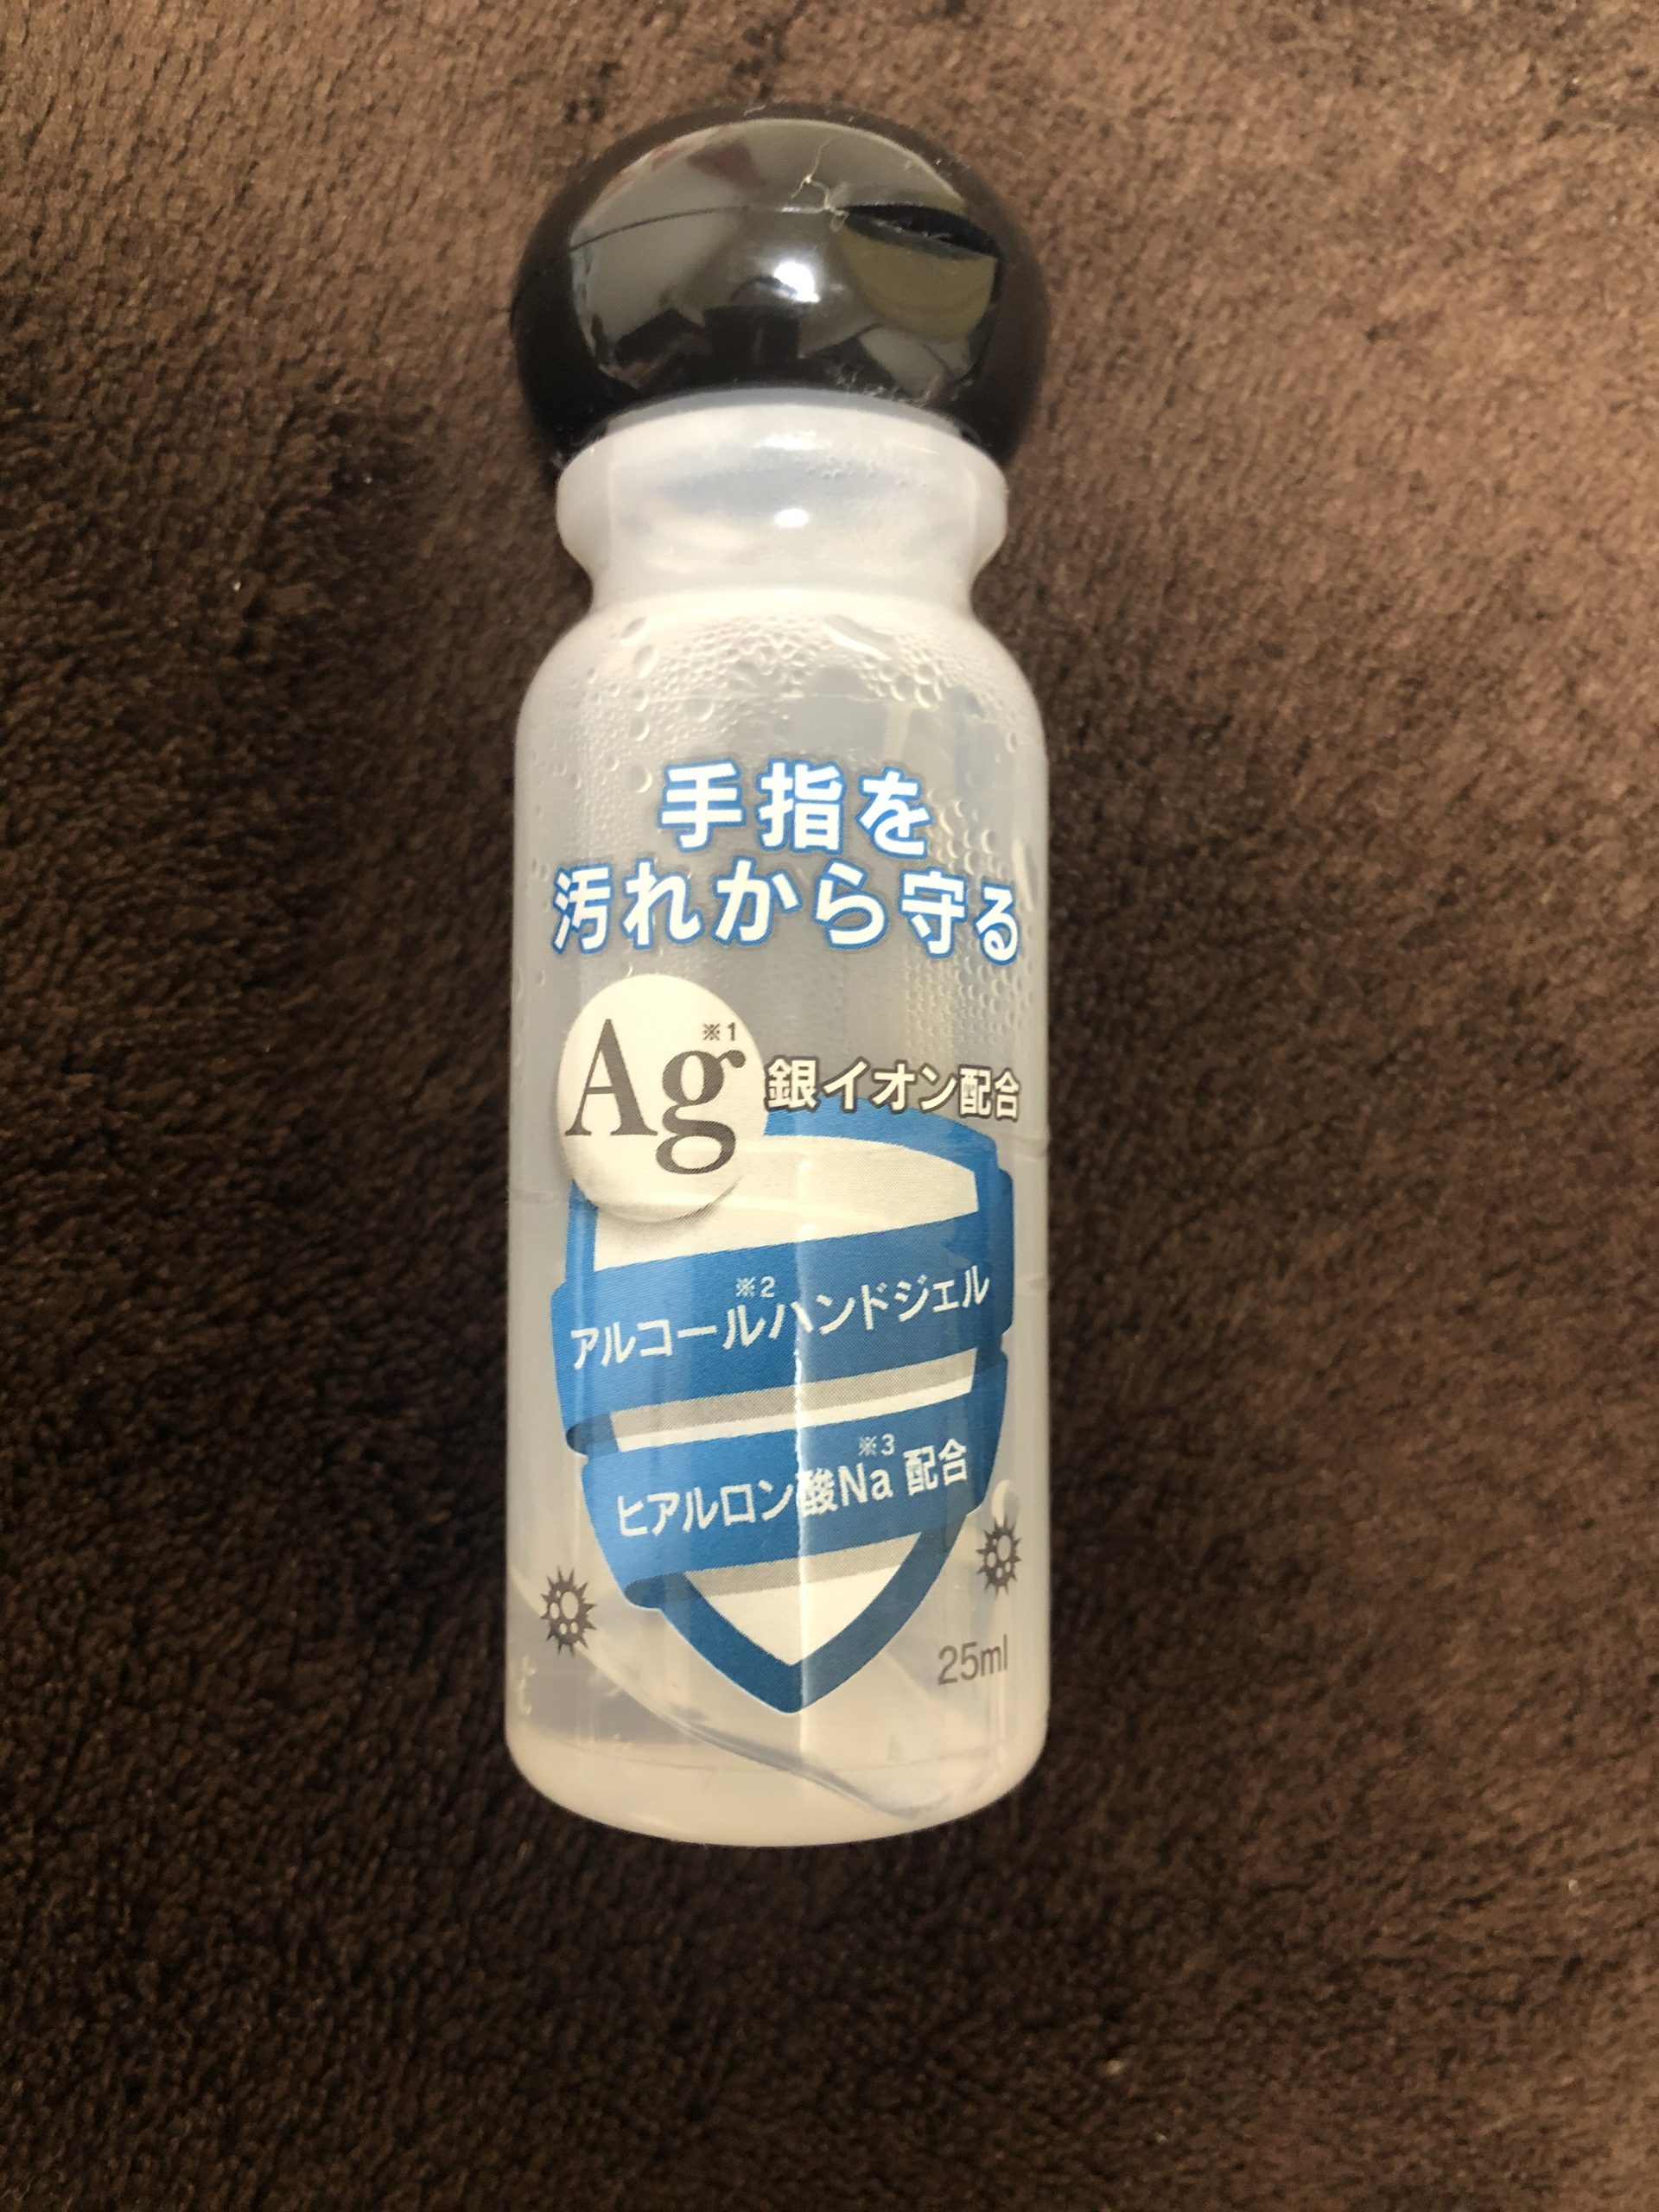 手指を
汚れから守る
Ag※1
銀イオン配合
アルコール※2ハンドジェル
ヒアルロン酸Na※3 配合
25ml